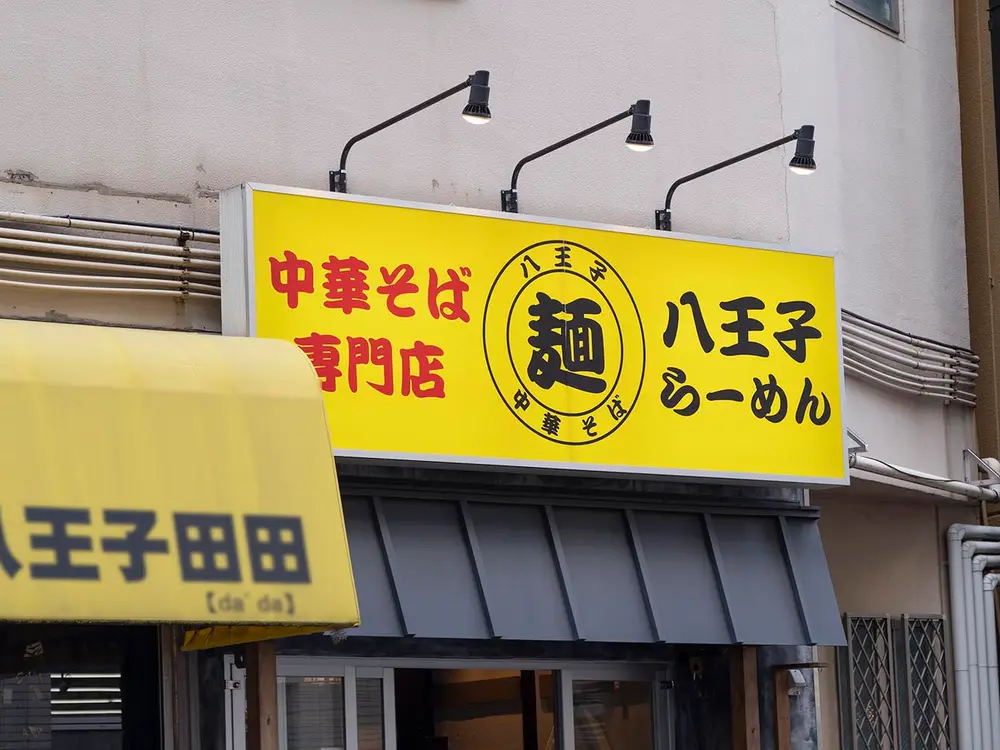 中華そば
専門店
八王子
麺
中華そば
八王子
らーめん
八王子田田
【da゛da】